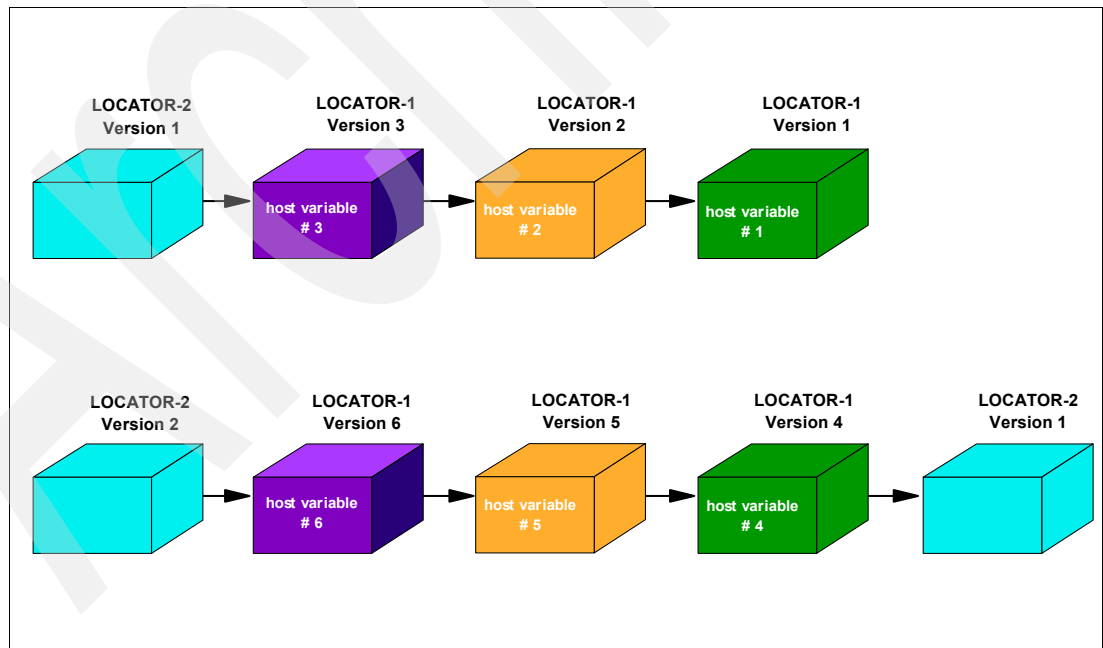 LOCATOR-2
Version 1
LOCATOR-1
Version 3
LOCATOR-1
Version 2
LOCATOR-1
Version 1
host variable
# 3
host variable
# 2
host variable
# 1
LOCATOR-2
Version 2
LOCATOR-1
Version 6
LOCATOR-1
Version 5
LOCATOR-1
Version 4
LOCATOR-2
Version 1
host variable
# 6
host variable
# 5
host variable
# 4